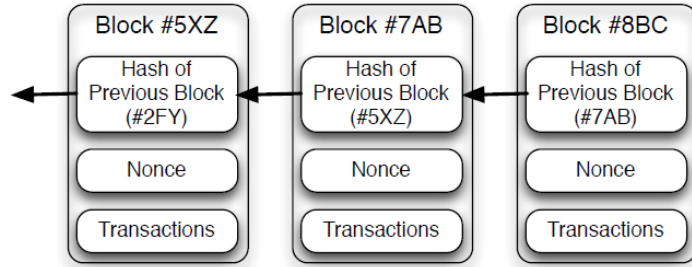 Block #5XZ
Hash of
Previous Block
(#2FY)
Nonce
Transactions
Block #7AB
Hash of
Previous Block
(#5XZ)
Nonce
Transactions
Block #8BC
Hash of
Previous Block
(#7AB)
Nonce
Transactions